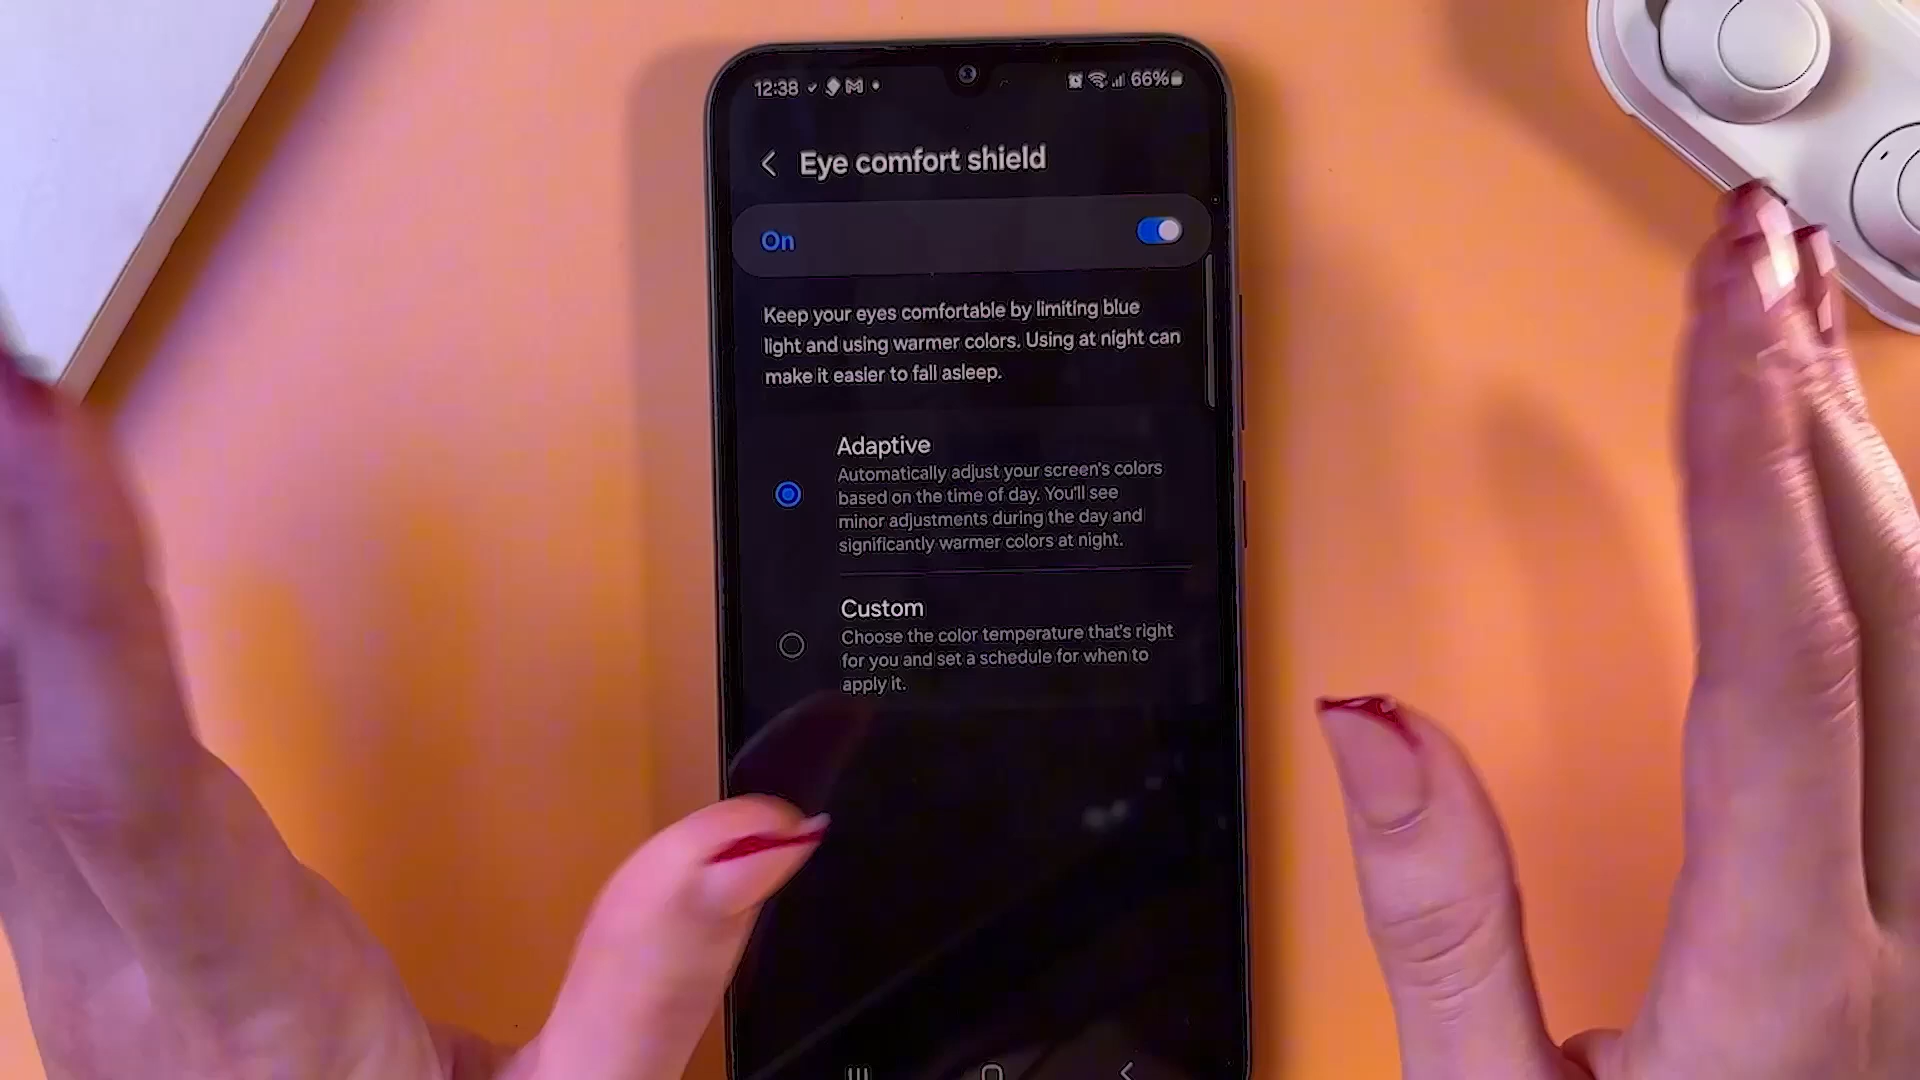 12:38
66%
Eye comfort shield
On
Keep your eyes comfortable by limiting blue
light and using warmer colors. Using at night can
make it easier to fall asleep.
Adaptive
Automatically adjust your screen's colors
based on the time of day. You'll see
minor adjustments during the day and
significantly warmer colors at night.
Custom
Choose the color temperature that's right
for you and set a schedule for when to
apply it.